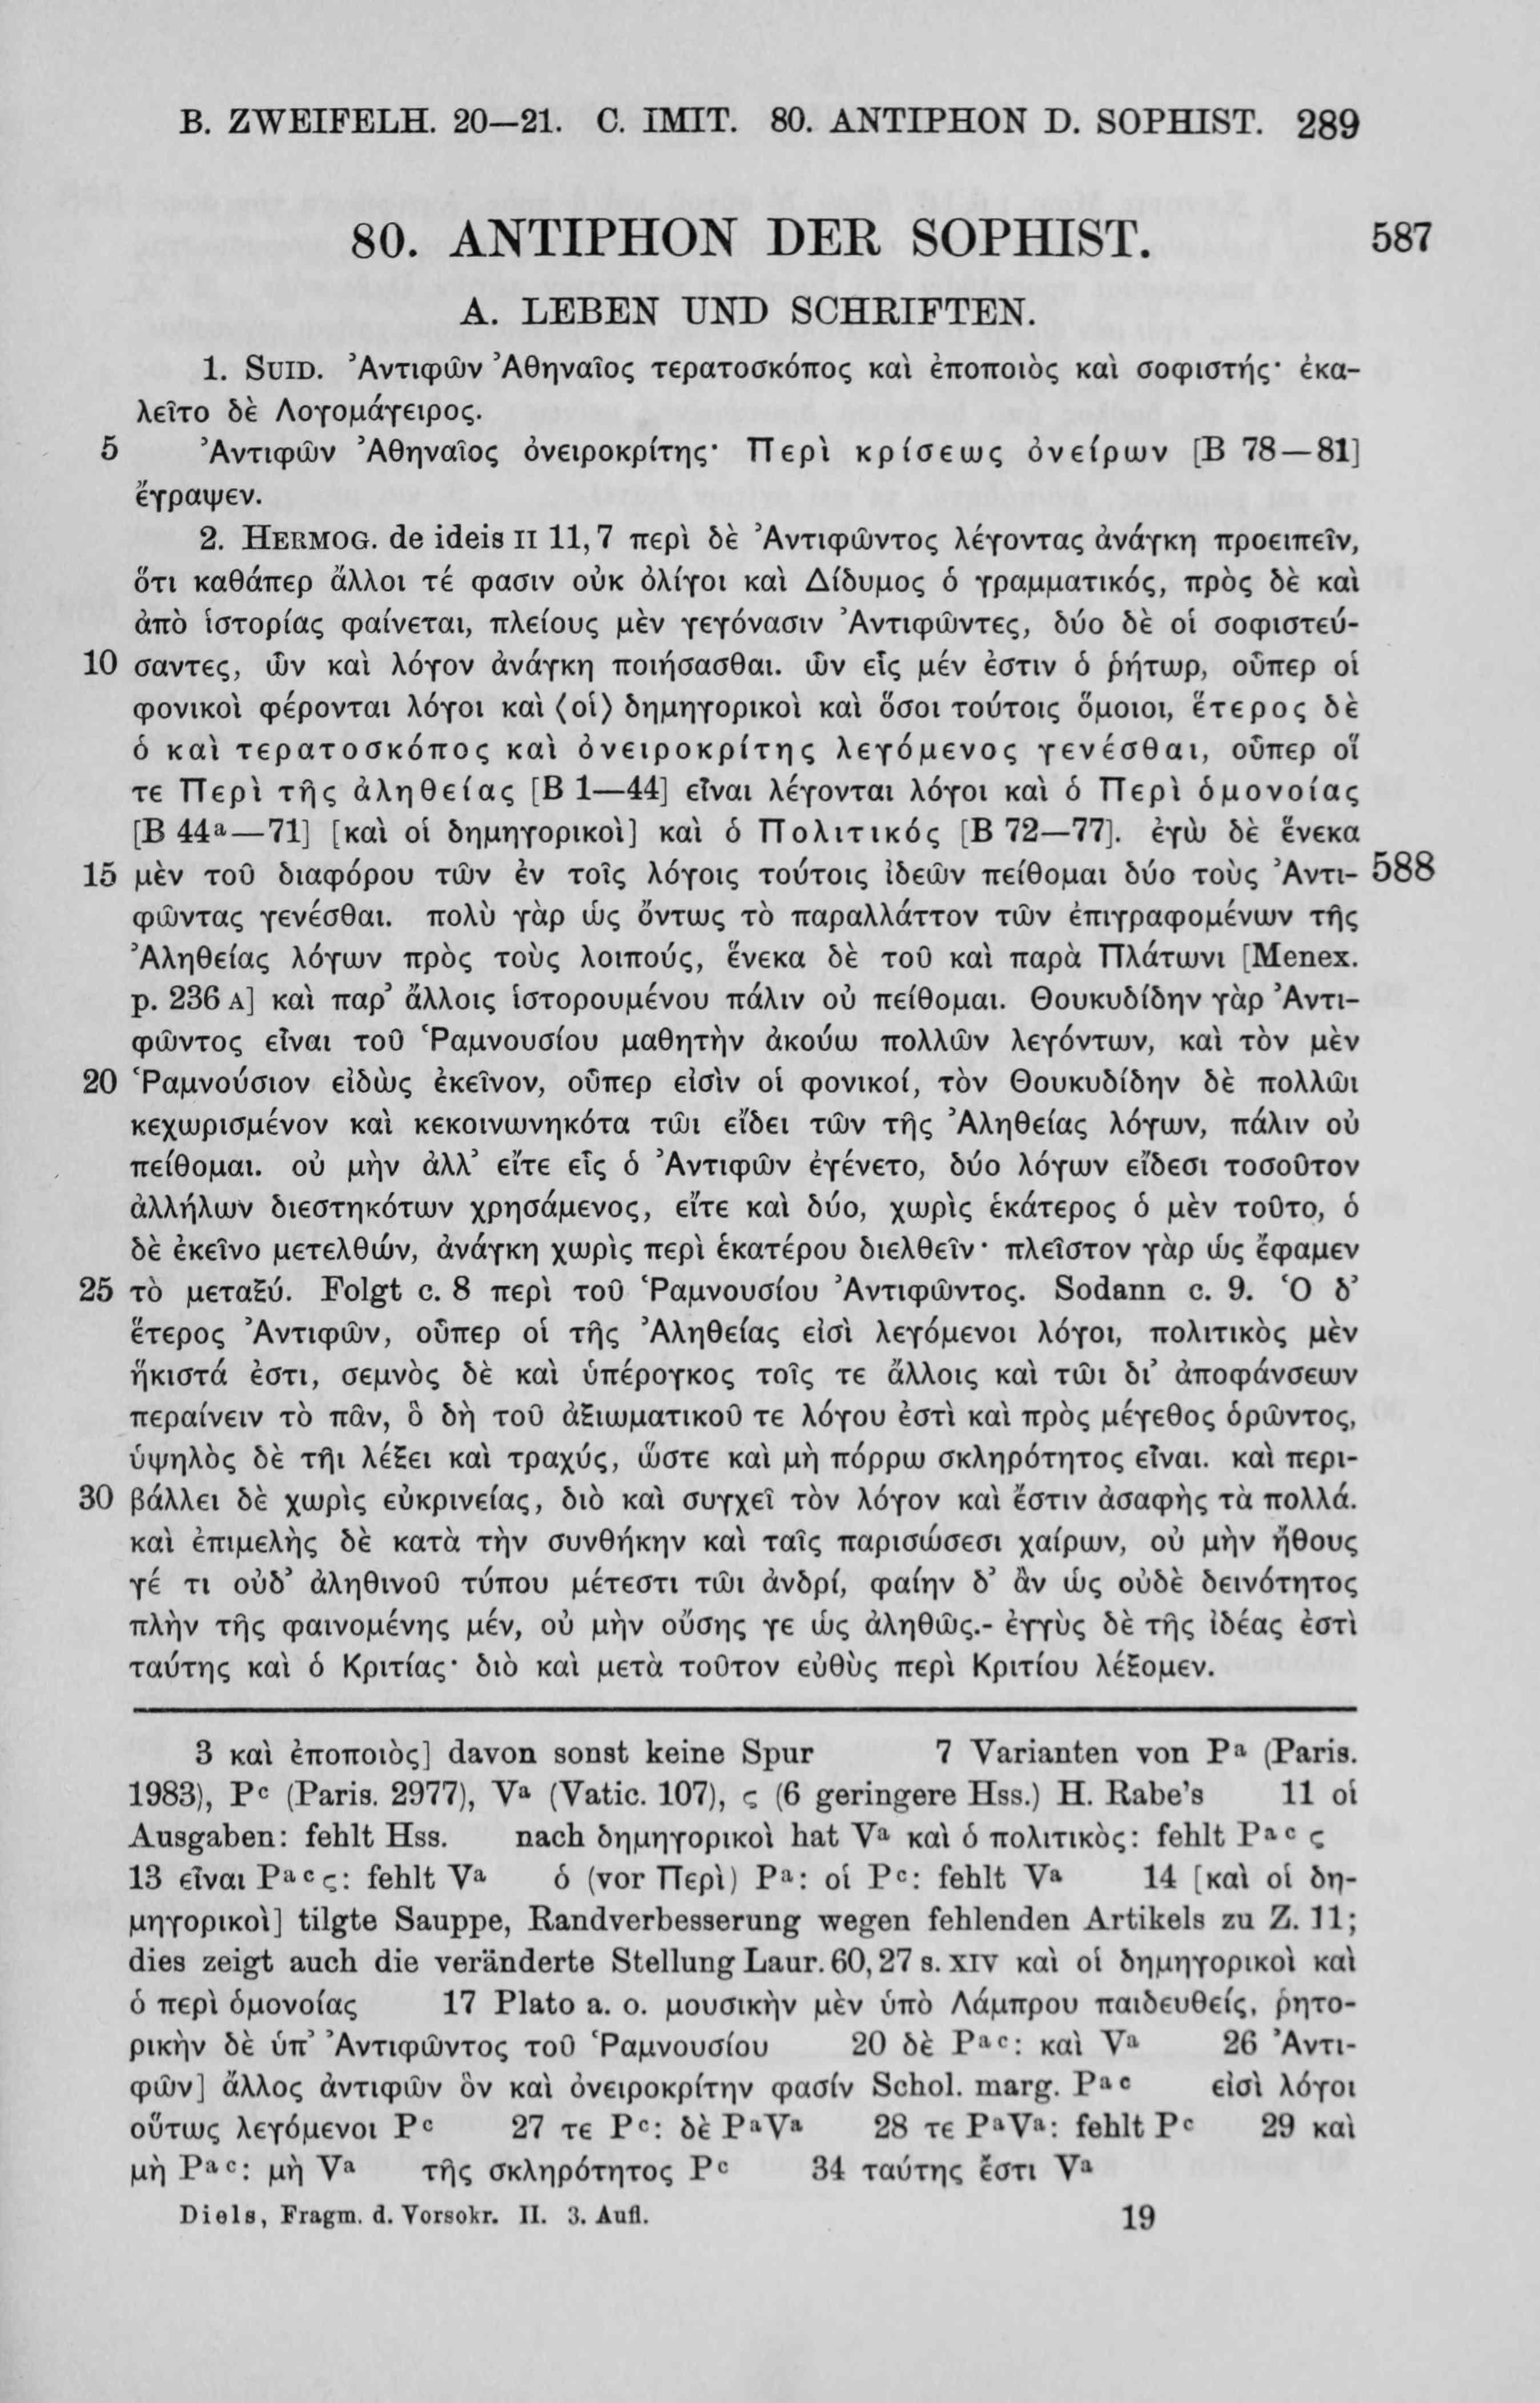 B. ZWEIFELH. 20—21. C. IMIT. 80. ANTIPHON D. SOPHIST. 289
80. ANTIPHON DER SOPHIST. 587
A. LEBEN UND SCHRIFTEN.
1. SUID. Ἀντιφῶν Ἀθηναῖος τερατοσκόπος καὶ ἐποποιὸς καὶ σοφιστής· ἐκα-
λεῖτο δὲ Λογομάγειρος.
5 Ἀντιφῶν Ἀθηναῖος ὀνειροκρίτης· Περὶ κρίσεως ὀνείρων [B 78—81]
ἔγραψεν.
2. HERMOG. de ideis II 11, 7 περὶ δὲ Ἀντιφῶντος λέγοντας ἀνάγκη προειπεῖν,
ὅτι καθάπερ ἄλλοι τέ φασιν οὐκ ὀλίγοι καὶ Δίδυμος ὁ γραμματικός, πρὸς δὲ καὶ
ἀπὸ ἱστορίας φαίνεται, πλείους μὲν γεγόνασιν Ἀντιφῶντες, δύο δὲ οἱ σοφιστεύ-
10 σαντες, ὧν καὶ λόγον ἀνάγκη ποιήσασθαι. ὧν εἷς μέν ἐστιν ὁ ῥήτωρ, οὗπερ οἱ
φονικοὶ φέρονται λόγοι καὶ ⟨οἱ⟩ δημηγορικοὶ καὶ ὅσοι τούτοις ὅμοιοι, ἕτερος δὲ
ὁ καὶ τερατοσκόπος καὶ ὀνειροκρίτης λεγόμενος γενέσθαι, οὗπερ οἵ
τε Περὶ τῆς ἀληθείας [B 1—44] εἶναι λέγονται λόγοι καὶ ὁ Περὶ ὁμονοίας
[B 44ᵃ—71] [καὶ οἱ δημηγορικοὶ] καὶ ὁ Πολιτικός [B 72—77]. ἐγὼ δὲ ἕνεκα
15 μὲν τοῦ διαφόρου τῶν ἐν τοῖς λόγοις τούτοις ἰδεῶν πείθομαι δύο τοὺς Ἀντι- 588
φῶντας γενέσθαι. πολὺ γὰρ ὡς ὄντως τὸ παραλλάττον τῶν ἐπιγραφομένων τῆς
Ἀληθείας λόγων πρὸς τοὺς λοιπούς, ἕνεκα δὲ τοῦ καὶ παρὰ Πλάτωνι [Menex.
p. 236 A] καὶ παρ’ ἄλλοις ἱστορουμένου πάλιν οὐ πείθομαι. Θουκυδίδην γὰρ Ἀντι-
φῶντος εἶναι τοῦ Ῥαμνουσίου μαθητὴν ἀκούω πολλῶν λεγόντων, καὶ τὸν μὲν
20 Ῥαμνούσιον εἰδὼς ἐκεῖνον, οὗπερ εἰσὶν οἱ φονικοί, τὸν Θουκυδίδην δὲ πολλῶι
κεχωρισμένον καὶ κεκοινωνηκότα τῶι εἴδει τῶν τῆς Ἀληθείας λόγων, πάλιν οὐ
πείθομαι. οὐ μὴν ἀλλ’ εἴτε εἷς ὁ Ἀντιφῶν ἐγένετο, δύο λόγων εἴδεσι τοσοῦτον
ἀλλήλων διεστηκότων χρησάμενος, εἴτε καὶ δύο, χωρὶς ἑκάτερος ὁ μὲν τοῦτο, ὁ
δὲ ἐκεῖνο μετελθών, ἀνάγκη χωρὶς περὶ ἑκατέρου διελθεῖν· πλεῖστον γὰρ ὡς ἔφαμεν
25 τὸ μεταξύ. Folgt c. 8 περὶ τοῦ Ῥαμνουσίου Ἀντιφῶντος. Sodann c. 9. Ὁ δ’
ἕτερος Ἀντιφῶν, οὗπερ οἱ τῆς Ἀληθείας εἰσὶ λεγόμενοι λόγοι, πολιτικὸς μὲν
ἥκιστά ἐστι, σεμνὸς δὲ καὶ ὑπέρογκος τοῖς τε ἄλλοις καὶ τῶι δι’ ἀποφάνσεων
περαίνειν τὸ πᾶν, ὃ δὴ τοῦ ἀξιωματικοῦ τε λόγου ἐστὶ καὶ πρὸς μέγεθος ὁρῶντος,
ὑψηλὸς δὲ τῆι λέξει καὶ τραχύς, ὥστε καὶ μὴ πόρρω σκληρότητος εἶναι. καὶ περι-
30 βάλλει δὲ χωρὶς εὐκρινείας, διὸ καὶ συγχεῖ τὸν λόγον καὶ ἔστιν ἀσαφὴς τὰ πολλά.
καὶ ἐπιμελὴς δὲ κατὰ τὴν συνθήκην καὶ ταῖς παρισώσεσι χαίρων, οὐ μὴν ἤθους
γέ τι οὐδ’ ἀληθινοῦ τύπου μέτεστι τῶι ἀνδρί, φαίην δ’ ἂν ὡς οὐδὲ δεινότητος
πλὴν τῆς φαινομένης μέν, οὐ μὴν οὔσης γε ὡς ἀληθῶς.- ἐγγὺς δὲ τῆς ἰδέας ἐστὶ
ταύτης καὶ ὁ Κριτίας· διὸ καὶ μετὰ τοῦτον εὐθὺς περὶ Κριτίου λέξομεν.
3 καὶ ἐποποιὸς] davon sonst keine Spur 7 Varianten von Pᵃ (Paris.
1983), Pᶜ (Paris. 2977), Vᵃ (Vatic. 107), ς (6 geringere Hss.) H. Rabe's 11 οἱ
Ausgaben: fehlt Hss. nach δημηγορικοὶ hat Vᵃ καὶ ὁ πολιτικὸς: fehlt Pᵃᶜ ς
13 εἶναι Pᵃᶜς: fehlt Vᵃ ὁ (vor Περὶ) Pᵃ: οἱ Pᶜ: fehlt Vᵃ 14 [καὶ οἱ δη-
μηγορικοὶ] tilgte Sauppe, Randverbesserung wegen fehlenden Artikels zu Z. 11;
dies zeigt auch die veränderte Stellung Laur. 60, 27 s. XIV καὶ οἱ δημηγορικοὶ καὶ
ὁ περὶ ὁμονοίας 17 Plato a. o. μουσικὴν μὲν ὑπὸ Λάμπρου παιδευθείς, ῥητο-
ρικὴν δὲ ὑπ’ Ἀντιφῶντος τοῦ Ῥαμνουσίου 20 δὲ Pᵃᶜ: καὶ Vᵃ 26 Ἀντι-
φῶν] ἄλλος ἀντιφῶν ὃν καὶ ὀνειροκρίτην φασίν Schol. marg. Pᵃᶜ εἰσὶ λόγοι
οὕτως λεγόμενοι Pᶜ 27 τε Pᶜ: δὲ PᵃVᵃ 28 τε PᵃVᵃ: fehlt Pᶜ 29 καὶ
μὴ Pᵃᶜ: μὴ Vᵃ τῆς σκληρότητος Pᶜ 34 ταύτης ἔστι Vᵃ
Diels, Fragm. d. Vorsokr. II. 3. Aufl. 19